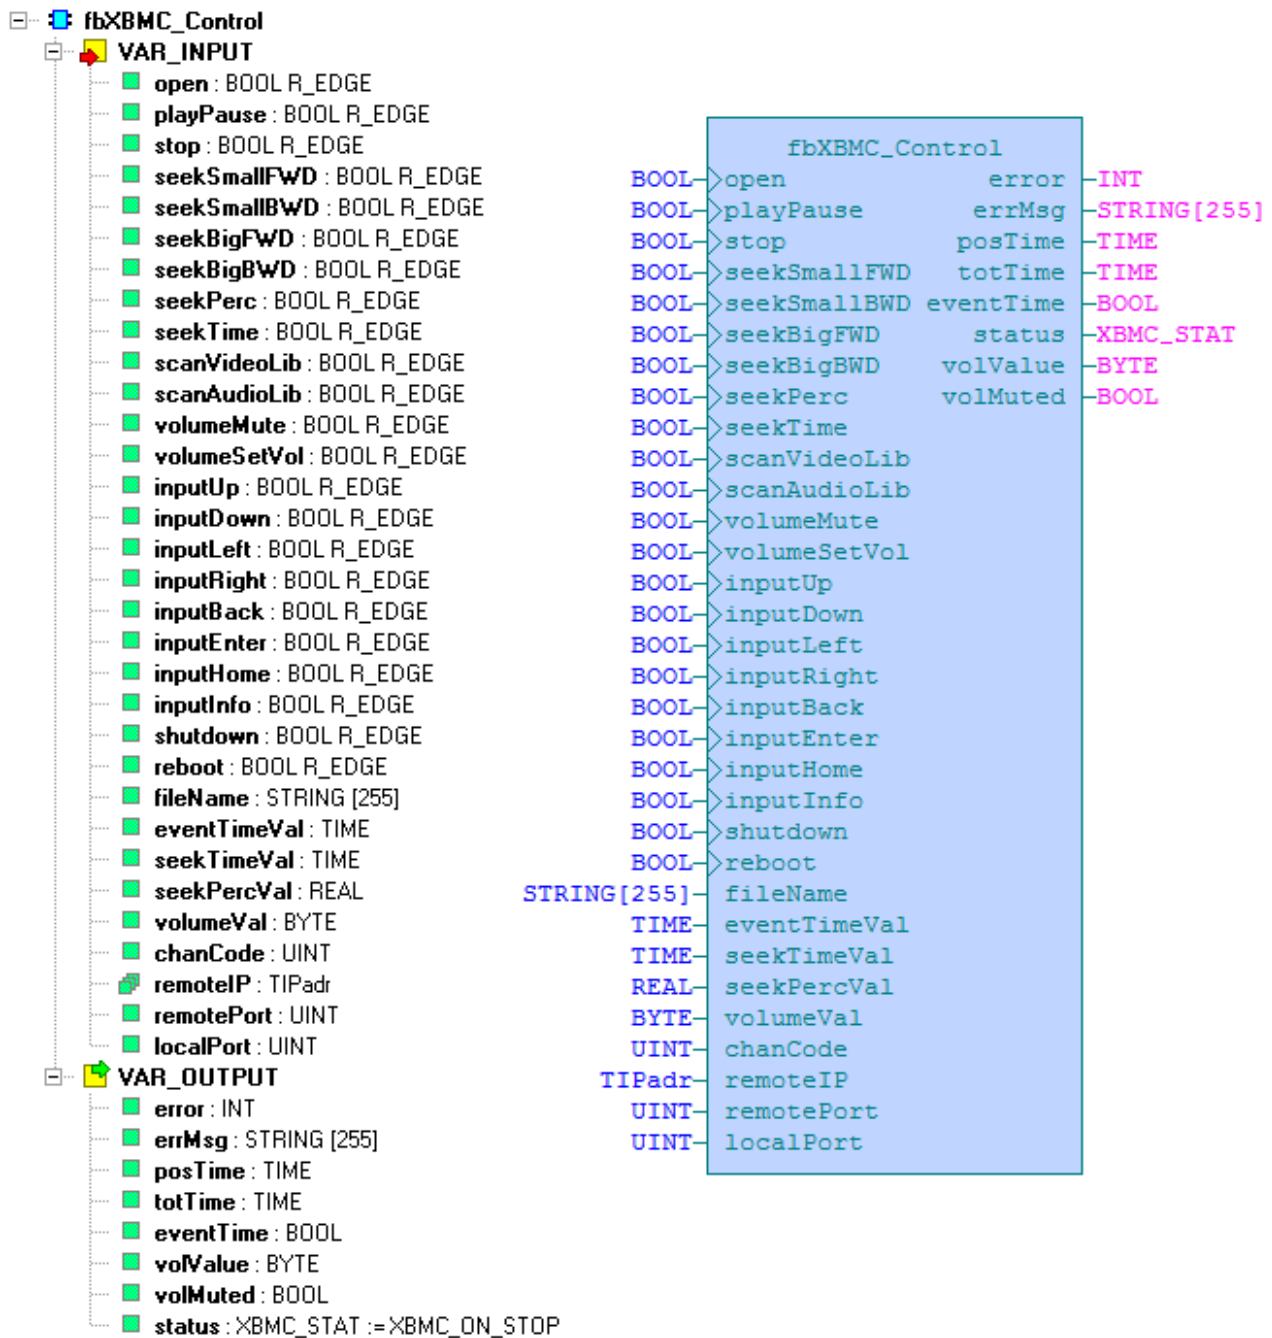 fbXBMC_Control
VAR_INPUT
open : BOOL R_EDGE
playPause : BOOL R_EDGE
stop : BOOL R_EDGE
seekSmallFWD : BOOL R_EDGE
seekSmallBWD : BOOL R_EDGE
seekBigFWD : BOOL R_EDGE
seekBigBWD : BOOL R_EDGE
seekPerc : BOOL R_EDGE
seekTime : BOOL R_EDGE
scanVideoLib : BOOL R_EDGE
scanAudioLib : BOOL R_EDGE
volumeMute : BOOL R_EDGE
volumeSetVol : BOOL R_EDGE
inputUp : BOOL R_EDGE
inputDown : BOOL R_EDGE
inputLeft : BOOL R_EDGE
inputRight : BOOL R_EDGE
inputBack : BOOL R_EDGE
inputEnter : BOOL R_EDGE
inputHome : BOOL R_EDGE
inputInfo : BOOL R_EDGE
shutdown : BOOL R_EDGE
reboot : BOOL R_EDGE
fileName : STRING [255]
eventTimeVal : TIME
seekTimeVal : TIME
seekPercVal : REAL
volumeVal : BYTE
chanCode : UINT
remoteIP : TIPadr
remotePort : UINT
localPort : UINT
VAR_OUTPUT
error : INT
errMsg : STRING [255]
posTime : TIME
totTime : TIME
eventTime : BOOL
volValue : BYTE
volMuted : BOOL
status : XBMC_STAT := XBMC_ON_STOP
fbXBMC_Control
BOOL open error INT
BOOL playPause errMsg STRING[255]
BOOL stop posTime TIME
BOOL seekSmallFWD totTime TIME
BOOL seekSmallBWD eventTime BOOL
BOOL seekBigFWD status XBMC_STAT
BOOL seekBigBWD volValue BYTE
BOOL seekPerc volMuted BOOL
BOOL seekTime
BOOL scanVideoLib
BOOL scanAudioLib
BOOL volumeMute
BOOL volumeSetVol
BOOL inputUp
BOOL inputDown
BOOL inputLeft
BOOL inputRight
BOOL inputBack
BOOL inputEnter
BOOL inputHome
BOOL inputInfo
BOOL shutdown
BOOL reboot
STRING[255] fileName
TIME eventTimeVal
TIME seekTimeVal
REAL seekPercVal
BYTE volumeVal
UINT chanCode
TIPadr remoteIP
UINT remotePort
UINT localPort